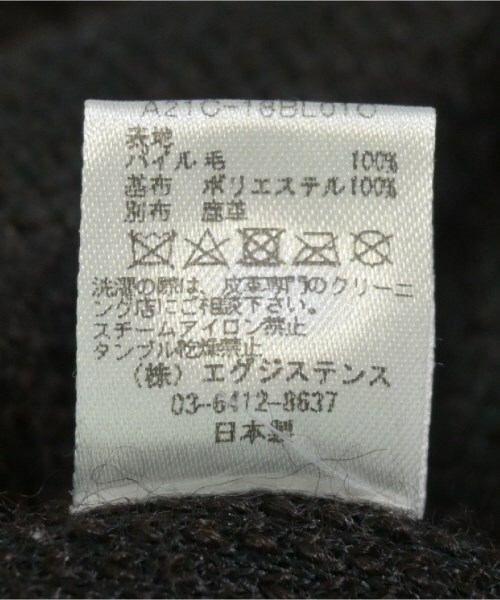 A21C-18BL01C
表地
パイル 毛 100%
基布 ポリエステル100%
別布 鹿革
洗濯の際は、皮革専門のクリーニ
ング店にご相談下さい。
スチームアイロン禁止
タンブル乾燥禁止
（株）エグジステンス
03-6412-8637
日本製